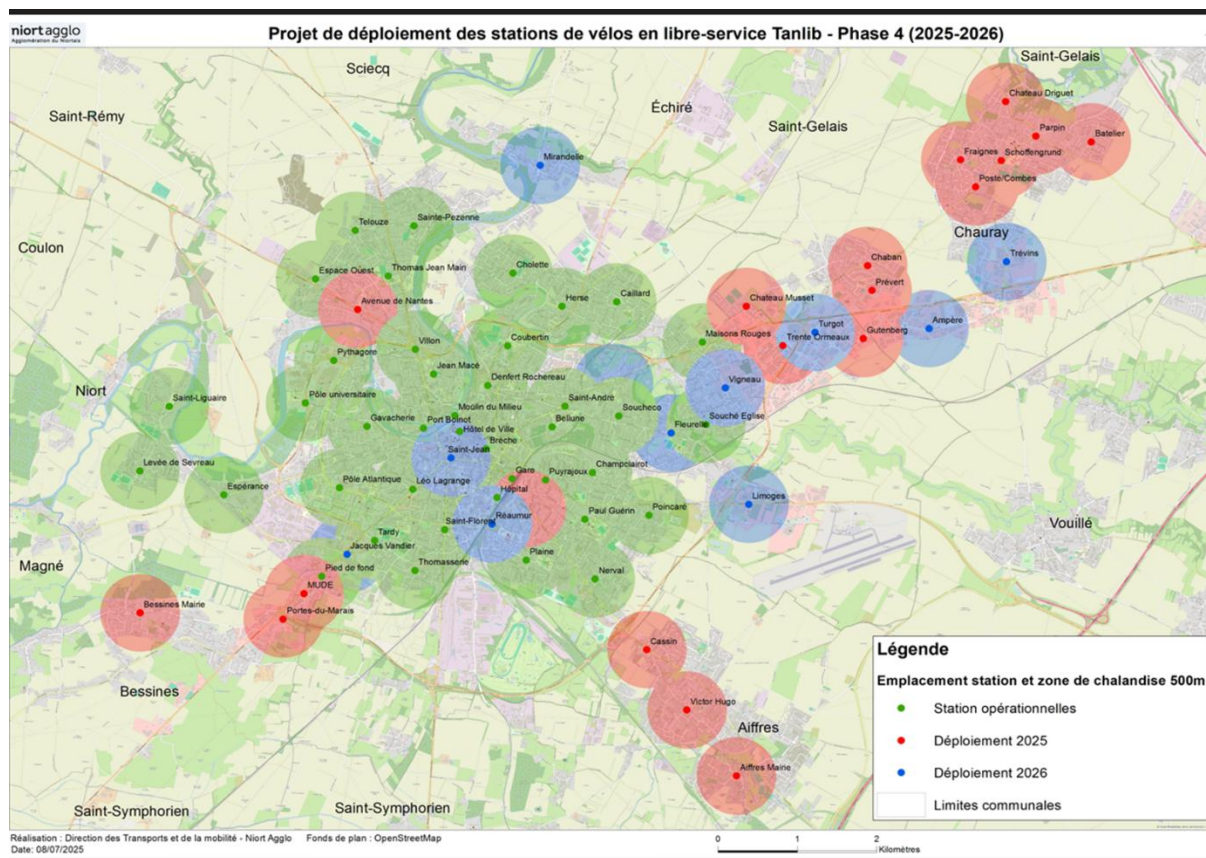 niortagglo
Agglomération du Niortais
Projet de déploiement des stations de vélos en libre-service Tanlib - Phase 4 (2025-2026)
Sciecq
Saint-Gelais
Chateau Driguet
Échiré
Saint-Rémy
Saint-Gelais
Parpin
Batelier
Mirandelle
Fraignes
Schoffengrund
Poste/Combes
Telouze
Sainte-Pezenne
Chauray
Coulon
Chaban
Trévins
Espace Ouest
Thomas Jean Main
Cholette
Prévert
Avenue de Nantes
Herse
Caillard
Chateau Musset
Turgot
Ampère
Maisons Rouges
Trente Ormeaux
Gutenberg
Villon
Coubertin
Pythagore
Jean Macé
Denfert Rochereau
Vigneau
Niort
Saint-Liguaire
Pôle universitaire
Moulin du Milieu
Saint-André
Soucheco
Souché Eglise
Gavacherie
Port Boinot
Hôtel de Ville
Bellune
Fleurelle
Brèche
Saint-Jean
Levée de Sevreau
Champclairot
Gare
Puyrajoux
Pôle Atlantique
Léo Lagrange
Hôpital
Espérance
Limoges
Poincaré
Paul Guérin
Réaumur
Saint-Florent
Vouillé
Tardy
Jacques Vandier
Plaine
Magné
Pied de fond
Thomasserie
Nerval
MUDE
Bessines Mairie
Portes-du-Marais
Cassin
Bessines
Victor Hugo
Aiffres
Aiffres Mairie
Saint-Symphorien
Saint-Symphorien
Légende
Emplacement station et zone de chalandise 500m
Station opérationnelles
Déploiement 2025
Déploiement 2026
Limites communales
Réalisation : Direction des Transports et de la mobilité - Niort Agglo Fonds de plan : OpenStreetMap
Date: 08/07/2025
0 1 2
Kilomètres